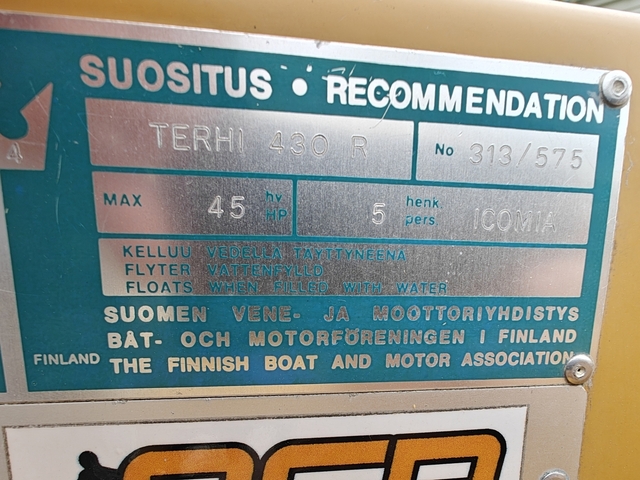 SUOSITUS • RECOMMENDATION
4
TERHI 430 R No 313/575
MAX 45 hv HP 5 henk. pers. ICOMIA
KELLUU VEDELLÄ TÄYTTYNEENÄ
FLYTER VATTENFYLLD
FLOATS WHEN FILLED WITH WATER
SUOMEN VENE- JA MOOTTORIYHDISTYS
BÅT- OCH MOTORFÖRENINGEN I FINLAND
FINLAND THE FINNISH BOAT AND MOTOR ASSOCIATION